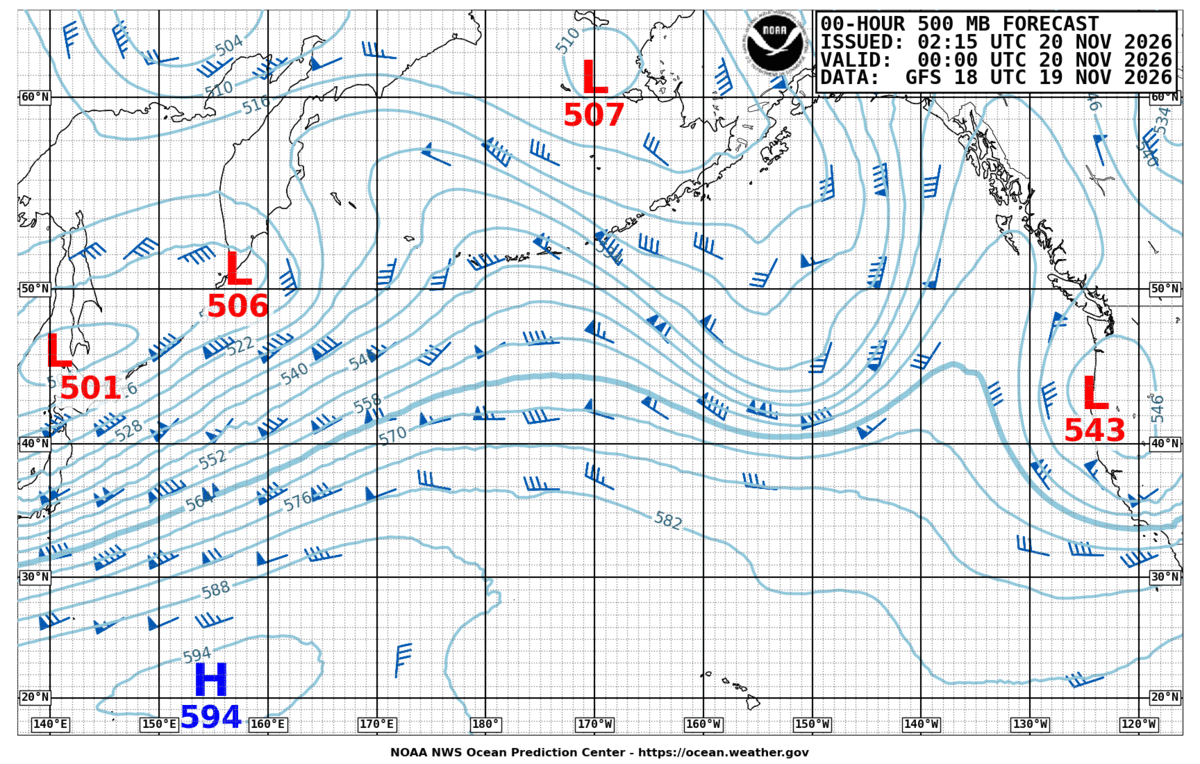 00-HOUR 500 MB FORECAST
ISSUED: 02:15 UTC 20 NOV 2026
VALID: 00:00 UTC 20 NOV 2026
DATA: GFS 18 UTC 19 NOV 2026
NOAA
504
510
510
516
L
507
60°N
60°N
546
534
540
L
506
50°N
50°N
522
L
501
540
528
558
570
552
L
543
546
40°N
40°N
564
576
582
588
30°N
30°N
594
H
594
20°N
20°N
140°E
150°E
160°E
170°E
180°
170°W
160°W
150°W
140°W
130°W
120°W
NOAA NWS Ocean Prediction Center - https://ocean.weather.gov